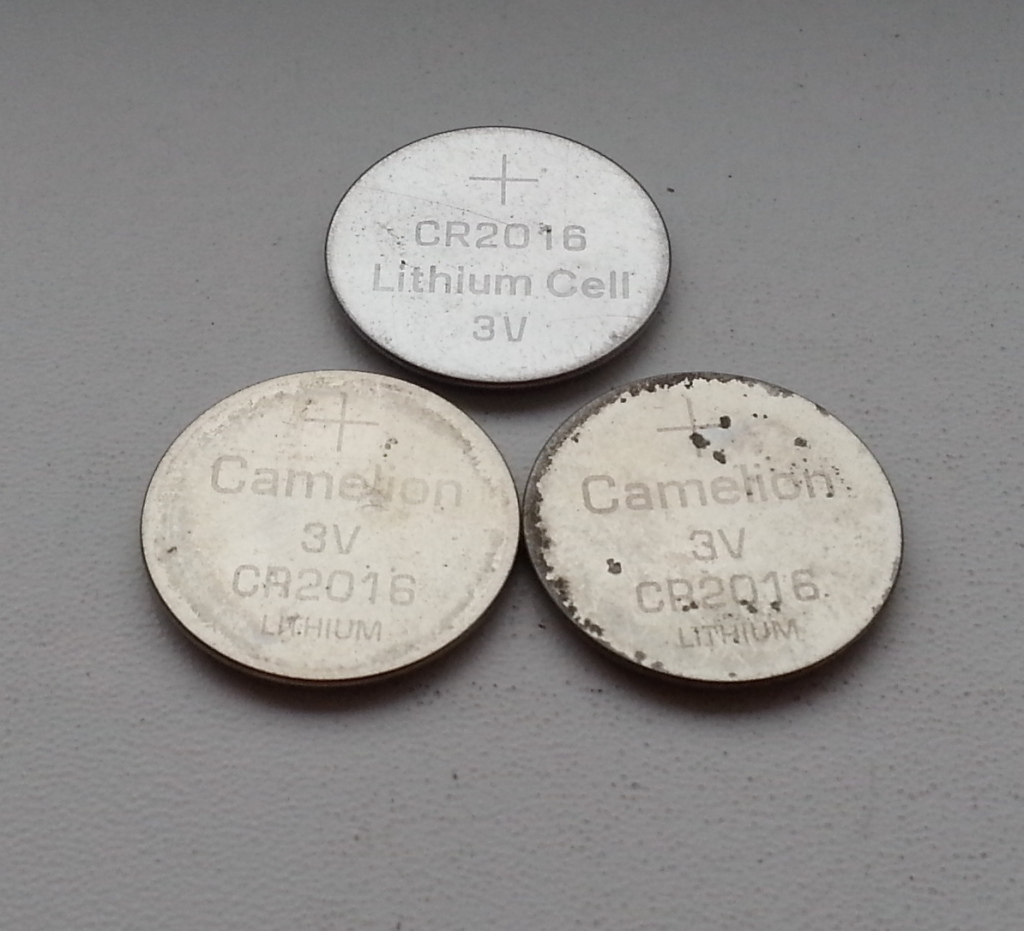 +
CR2016
Lithium Cell
3V
+
Camelion
3V
CR2016
LITHIUM
+
Camelion
3V
CR2016
LITHIUM